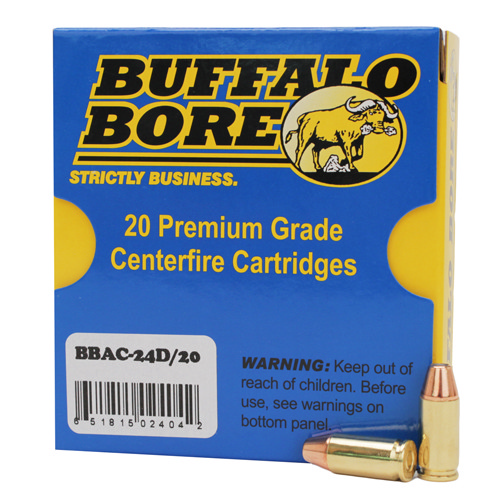 BUFFALO
BORE
STRICTLY BUSINESS.
20 Premium Grade
Centerfire Cartridges
BBAC-24D/20
6 51815 02404 2
WARNING: Keep out of
reach of children. Before
use, see warnings on
bottom panel.